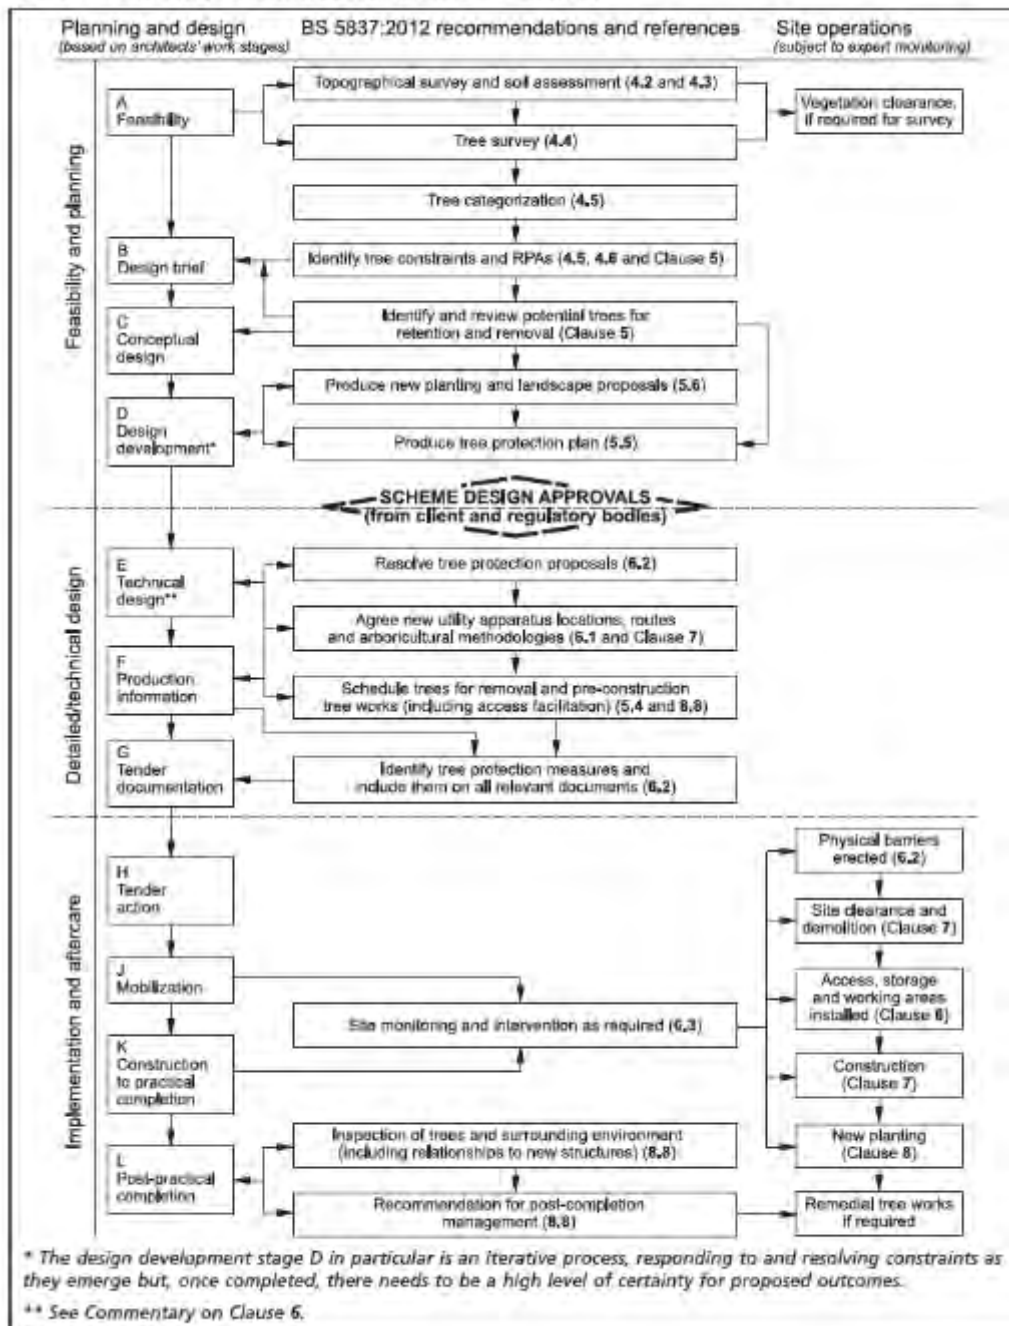 Planning and design
(based on architects' work stages)
BS 5837:2012 recommendations and references
Site operations
(subject to expert monitoring)
Feasibility and planning
A
Feasibility
Topographical survey and soil assessment (4.2 and 4.3)
Vegetation clearance,
if required for survey
Tree survey (4.4)
Tree categorization (4.5)
B
Design brief
Identify tree constraints and RPAs (4.5, 4.6 and Clause 5)
C
Conceptual
design
Identify and review potential trees for
retention and removal (Clause 5)
Produce new planting and landscape proposals (5.6)
D
Design
development*
Produce tree protection plan (5.5)
SCHEME DESIGN APPROVALS
(from client and regulatory bodies)
Detailed/technical design
E
Technical
design**
Resolve tree protection proposals (6.2)
Agree new utility apparatus locations, routes
and arboricultural methodologies (6.1 and Clause 7)
F
Production
information
Schedule trees for removal and pre-construction
tree works (including access facilitation) (5.4 and 8.8)
G
Tender
documentation
Identify tree protection measures and
include them on all relevant documents (6.2)
Implementation and aftercare
H
Tender
action
Physical barriers
erected (6.2)
Site clearance and
demolition (Clause 7)
J
Mobilization
Access, storage
and working areas
installed (Clause 6)
Site monitoring and intervention as required (6.3)
K
Construction
to practical
completion
Construction
(Clause 7)
New planting
(Clause 8)
L
Post-practical
completion
Inspection of trees and surrounding environment
(including relationships to new structures) (8.8)
Recommendation for post-completion
management (8.8)
Remedial tree works
if required
* The design development stage D in particular is an iterative process, responding to and resolving constraints as
they emerge but, once completed, there needs to be a high level of certainty for proposed outcomes.
** See Commentary on Clause 6.